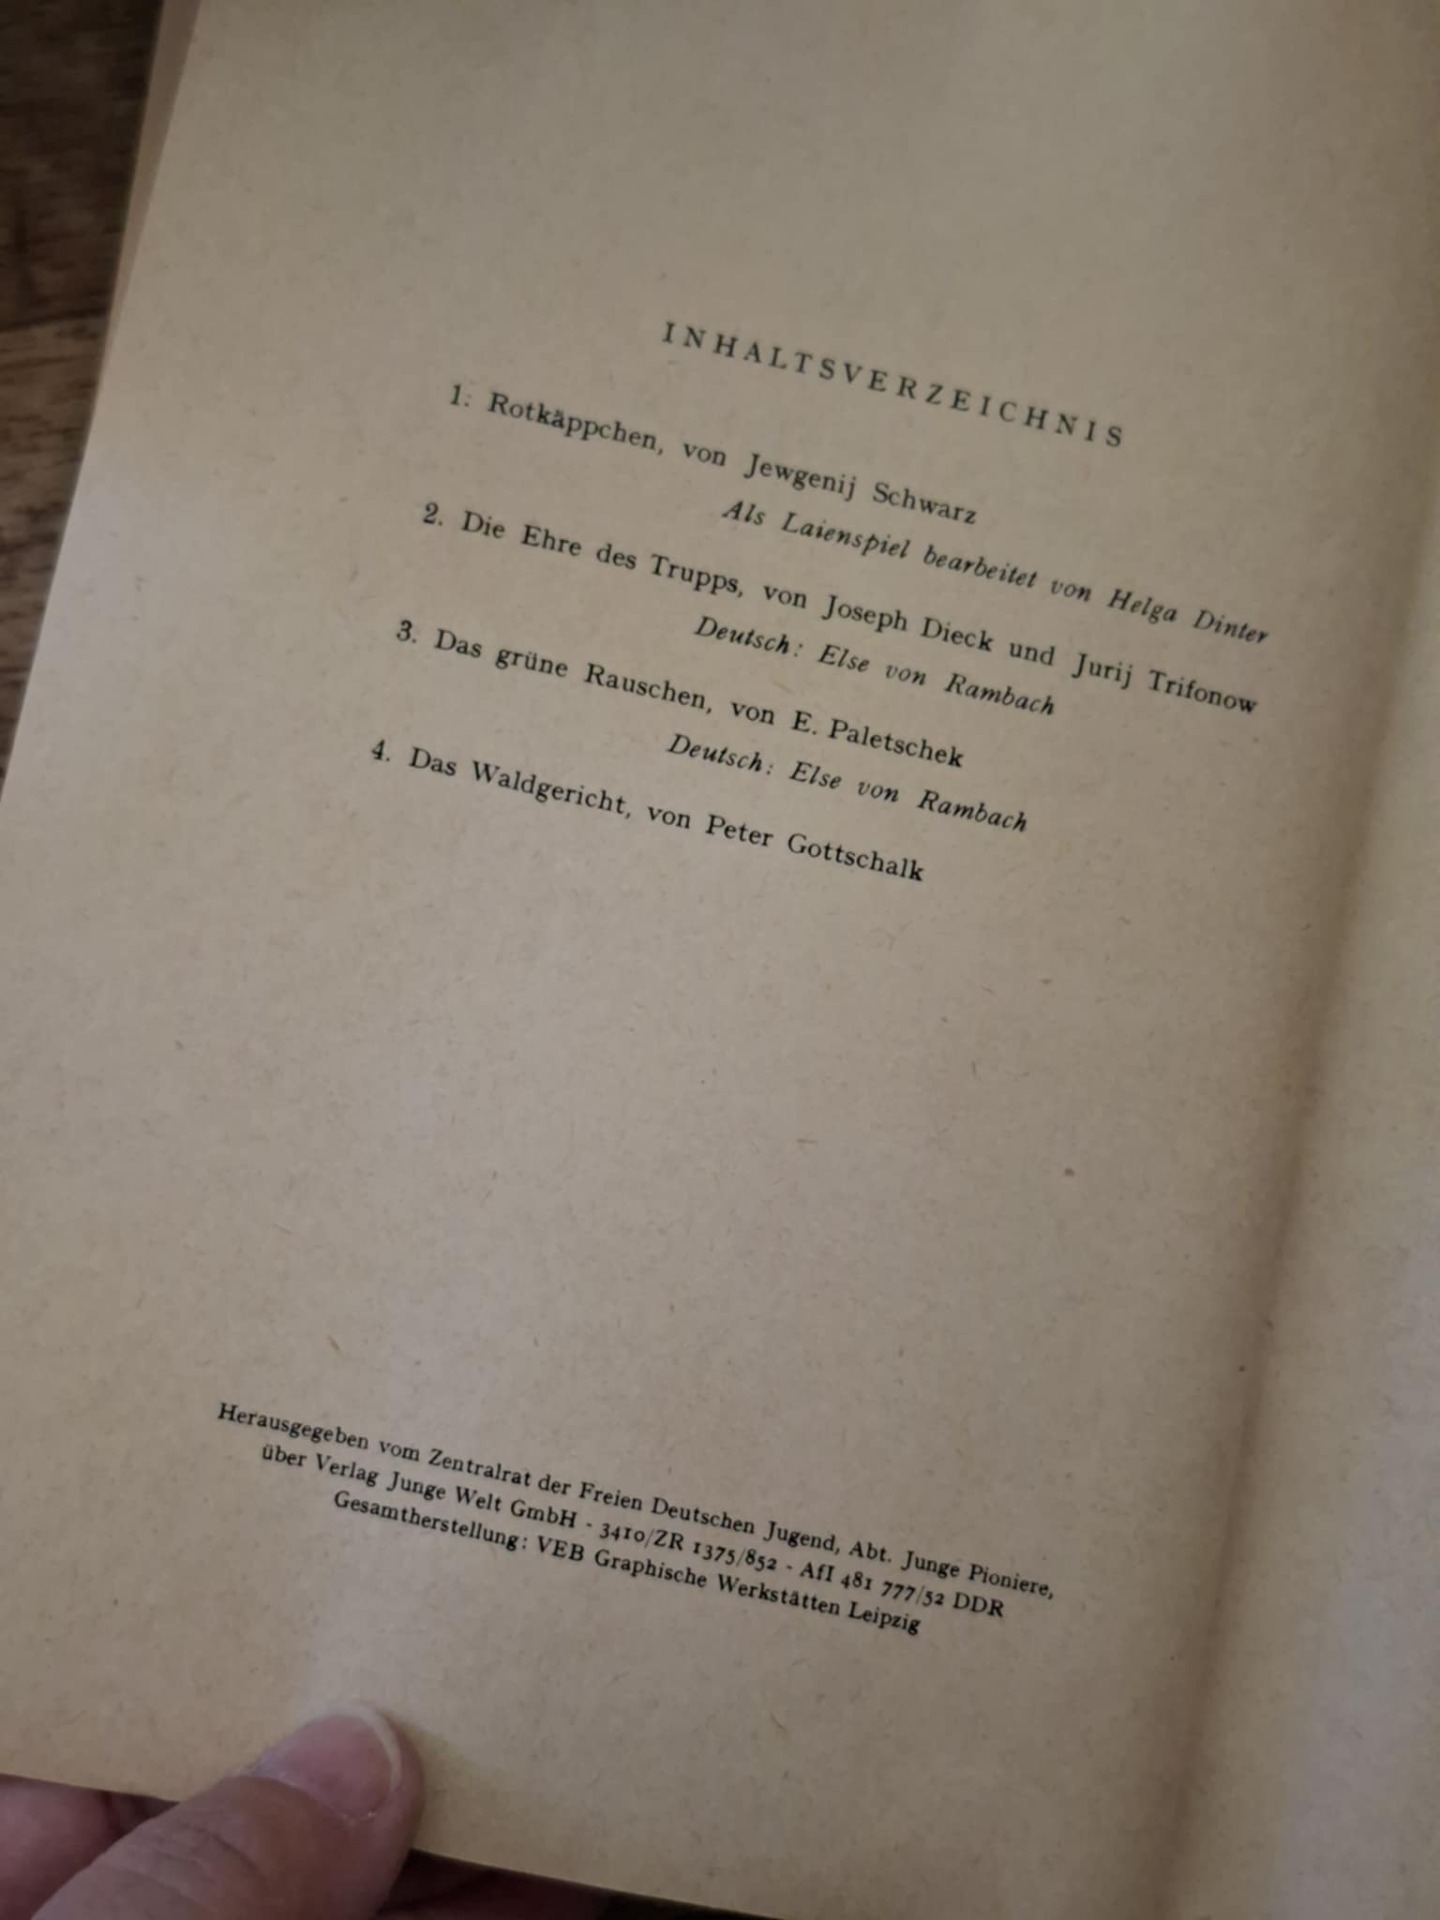 INHALTSVERZEICHNIS
1. Rotkäppchen, von Jewgenij Schwarz
Als Laienspiel bearbeitet von Helga Dinter
2. Die Ehre des Trupps, von Joseph Dieck und Jurij Trifonow
Deutsch: Else von Rambach
3. Das grüne Rauschen, von E. Paletschek
Deutsch: Else von Rambach
4. Das Waldgericht, von Peter Gottschalk
Herausgegeben vom Zentralrat der Freien Deutschen Jugend, Abt. Junge Pioniere,
über Verlag Junge Welt GmbH - 3410/ZR 1375/852 - AfI 481 777/52 DDR
Gesamtherstellung: VEB Graphische Werkstätten Leipzig